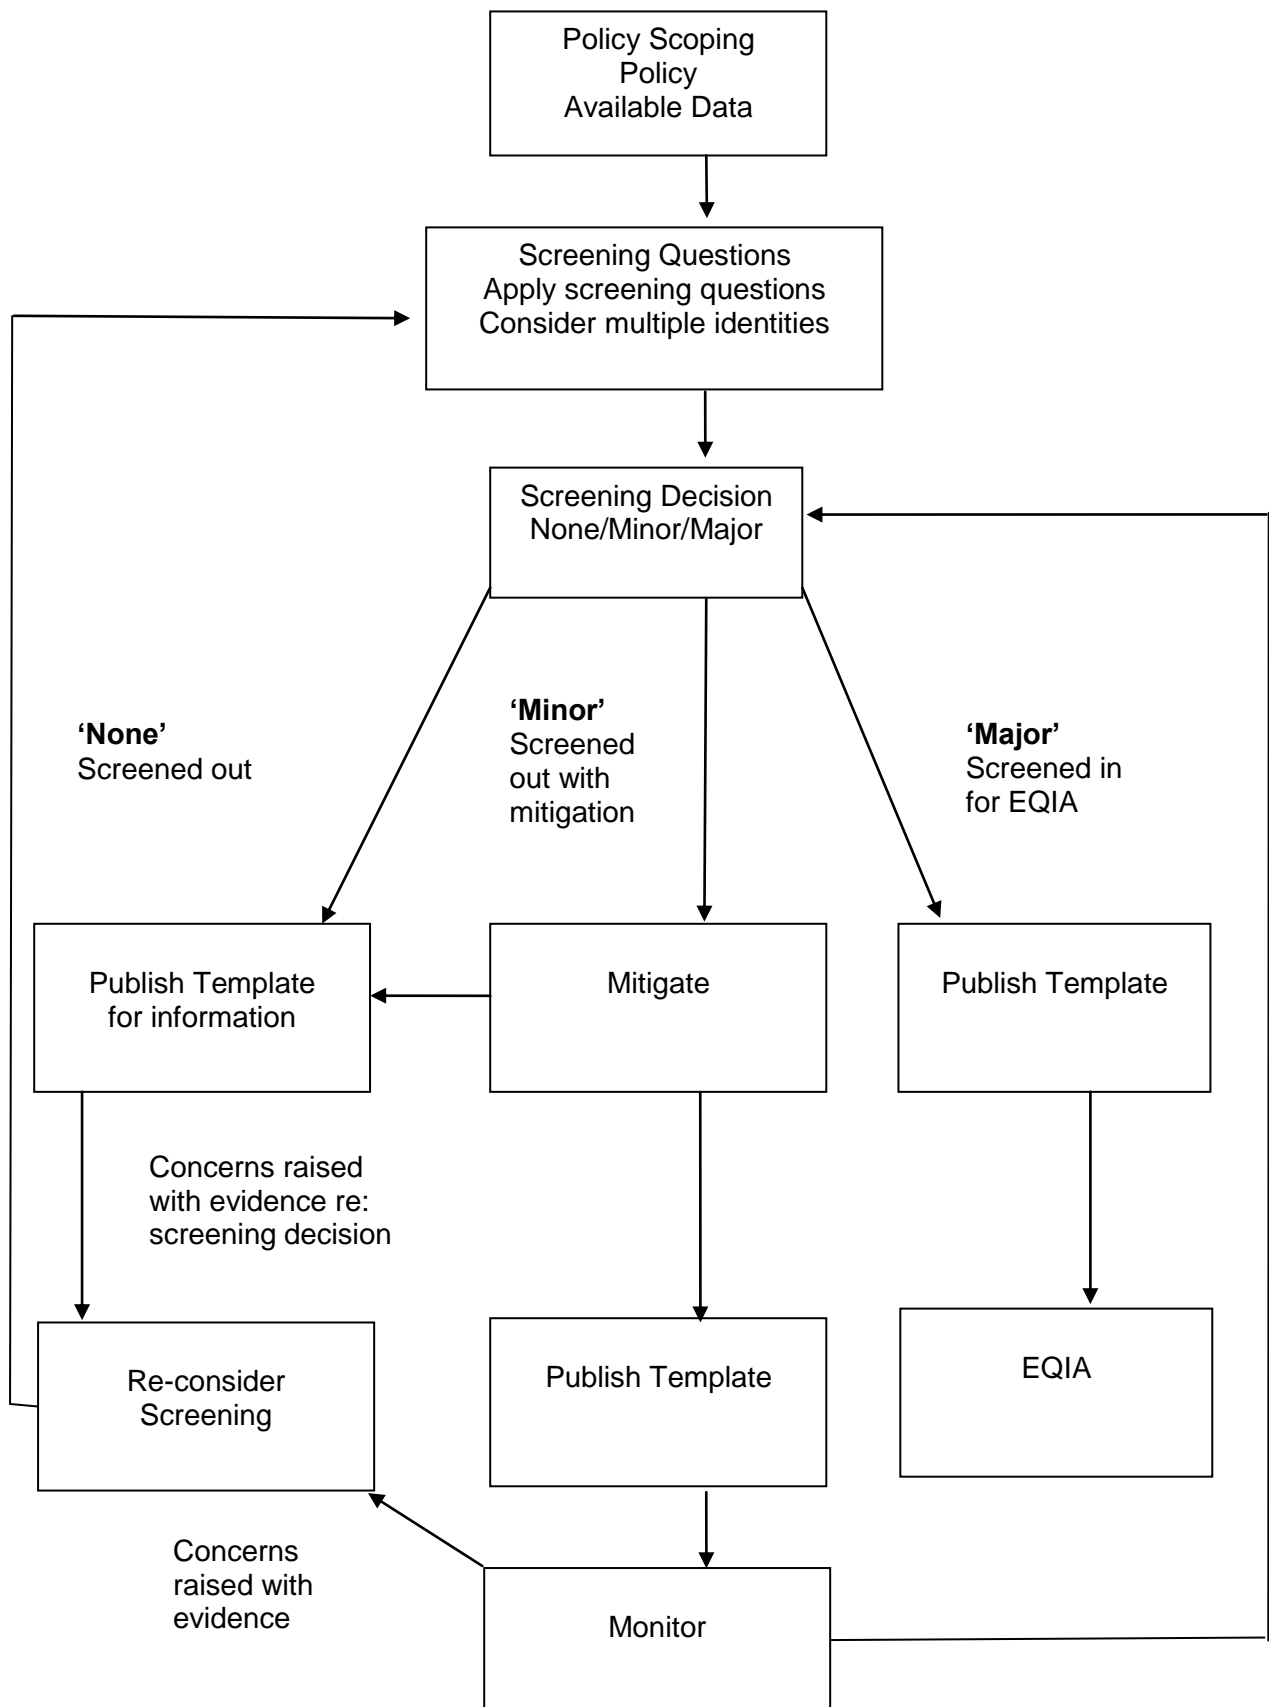 Policy Scoping
Policy
Available Data
Screening Questions
Apply screening questions
Consider multiple identities
Screening Decision
None/Minor/Major
‘None’
Screened out
‘Minor’
Screened
out with
mitigation
‘Major’
Screened in
for EQIA
Publish Template
for information
Mitigate
Publish Template
Concerns raised
with evidence re:
screening decision
Re-consider
Screening
Publish Template
EQIA
Concerns
raised with
evidence
Monitor